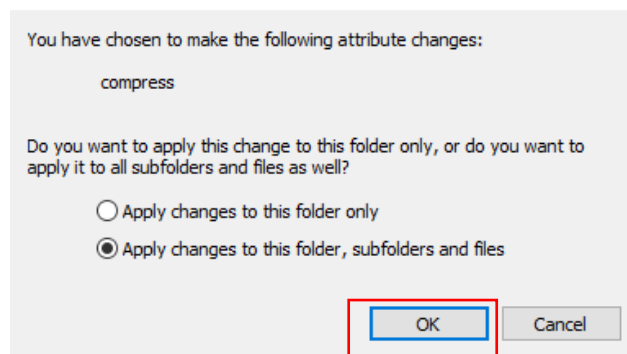 You have chosen to make the following attribute changes:
compress
Do you want to apply this change to this folder only, or do you want to
apply it to all subfolders and files as well?
Apply changes to this folder only
Apply changes to this folder, subfolders and files
OK Cancel